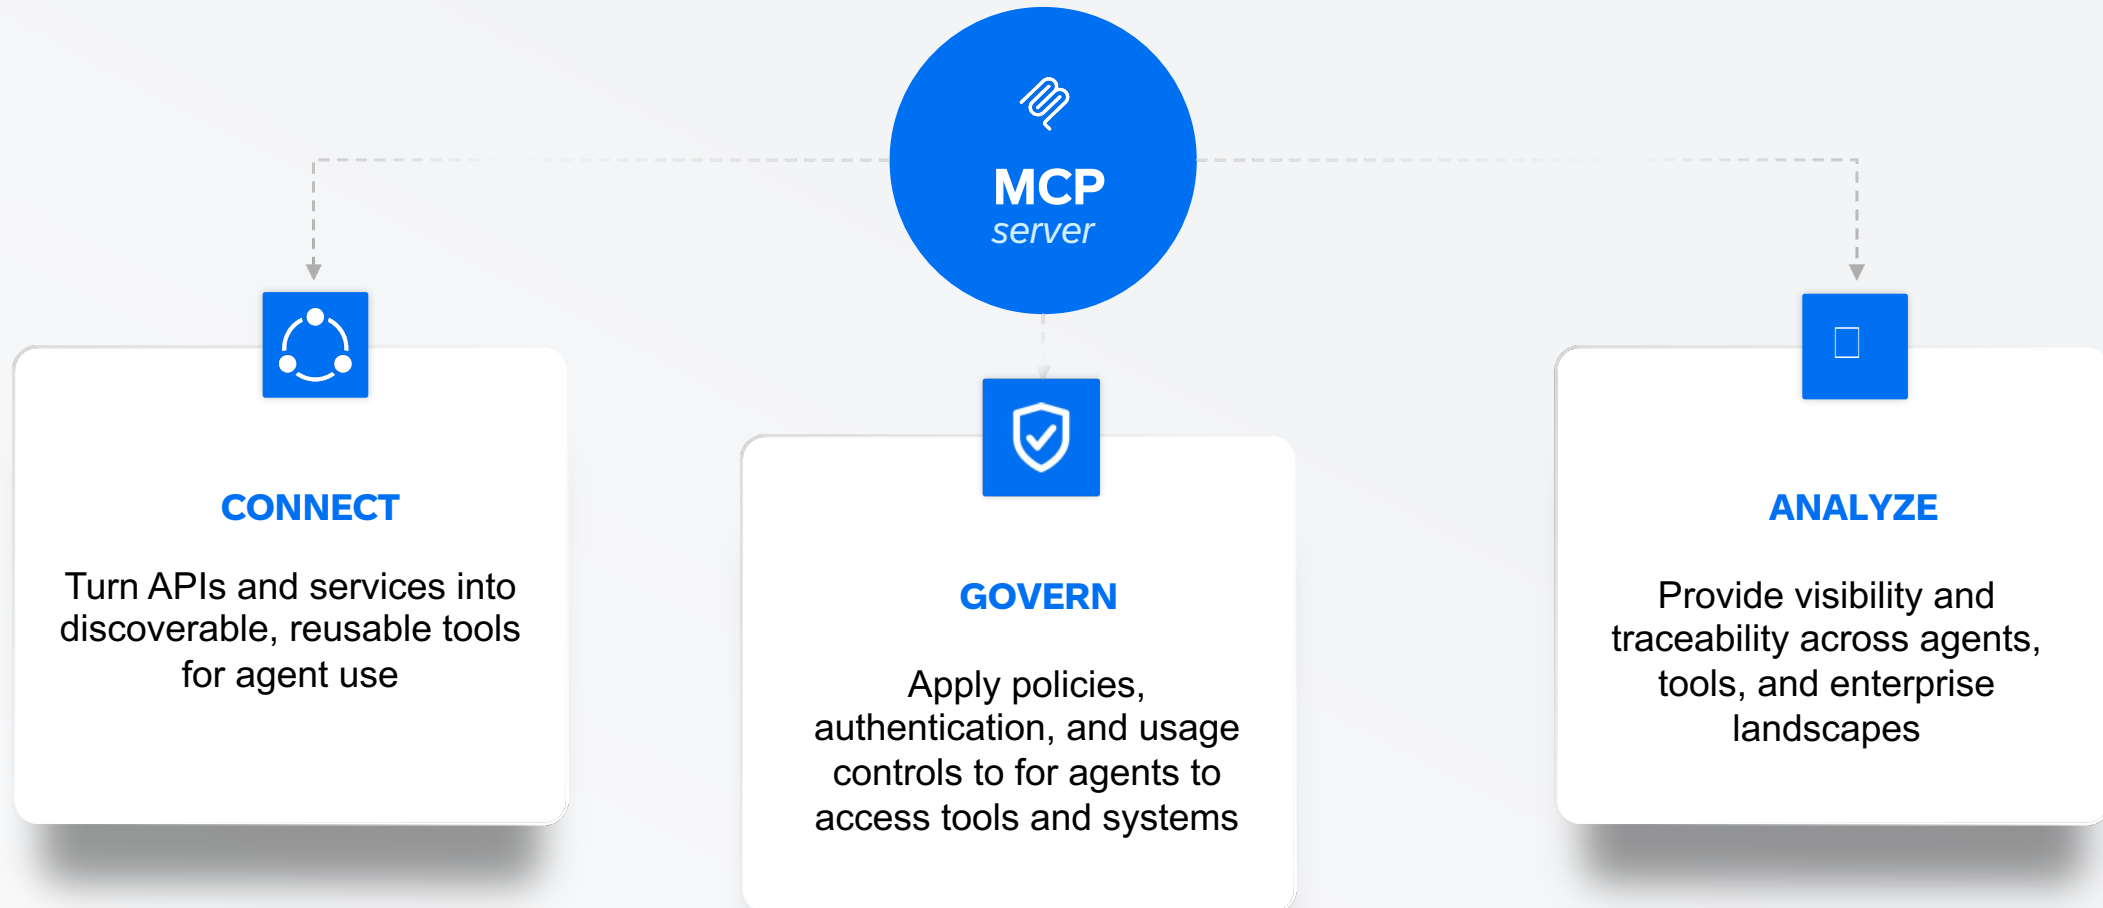 MCP
server
CONNECT
Turn APIs and services into
discoverable, reusable tools
for agent use
GOVERN
Apply policies,
authentication, and usage
controls to for agents to
access tools and systems
ANALYZE
Provide visibility and
traceability across agents,
tools, and enterprise
landscapes